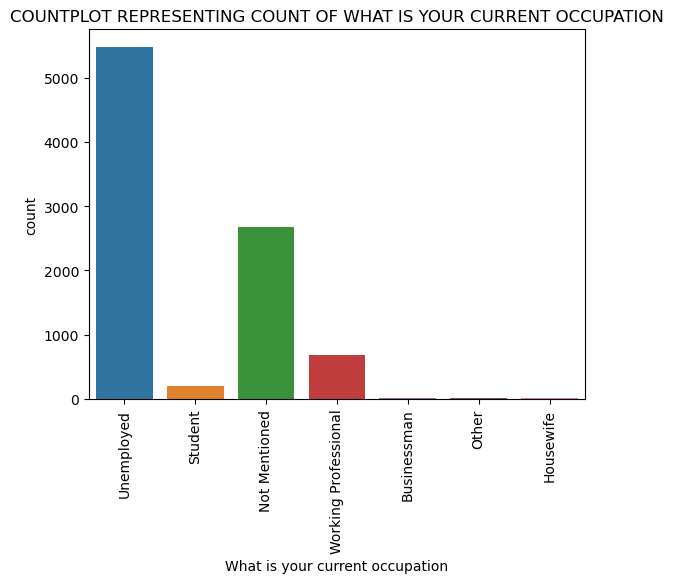 COUNTPLOT REPRESENTING COUNT OF WHAT IS YOUR CURRENT OCCUPATION
5000
4000
3000
2000
1000
0
count
Unemployed
Student
Not Mentioned
Working Professional
Businessman
Other
Housewife
What is your current occupation